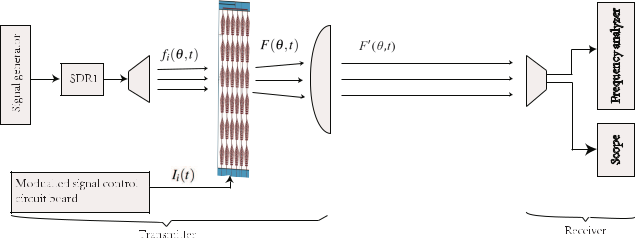 Signal generator
SDR1
f_i(θ,t)
F(θ,t)
F'(θ,t)
Frequency analyzer
Scope
Modulated signal control
circuit board
I_i(t)
Transmitter
Receiver